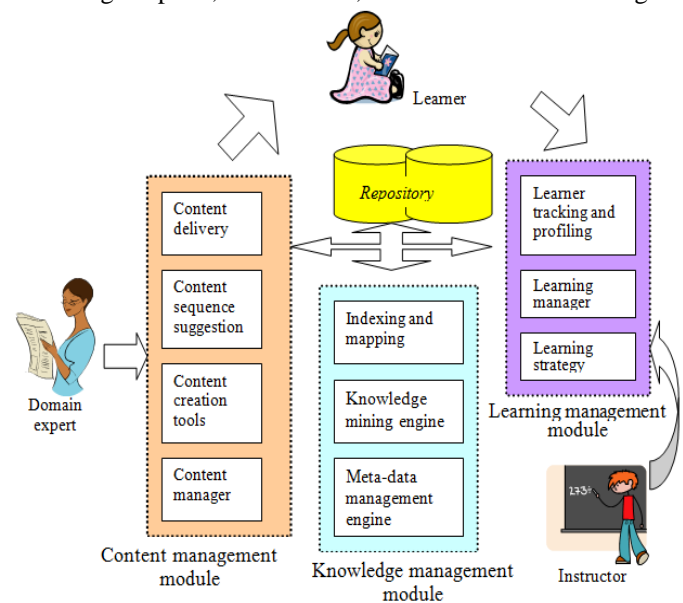 Learner
Repository
Content
delivery
Content
sequence
suggestion
Content
creation
tools
Content
manager
Content management
module
Indexing and
mapping
Knowledge
mining engine
Meta-data
management
engine
Knowledge management
module
Learner
tracking and
profiling
Learning
manager
Learning
strategy
Learning management
module
Domain
expert
273+
Instructor